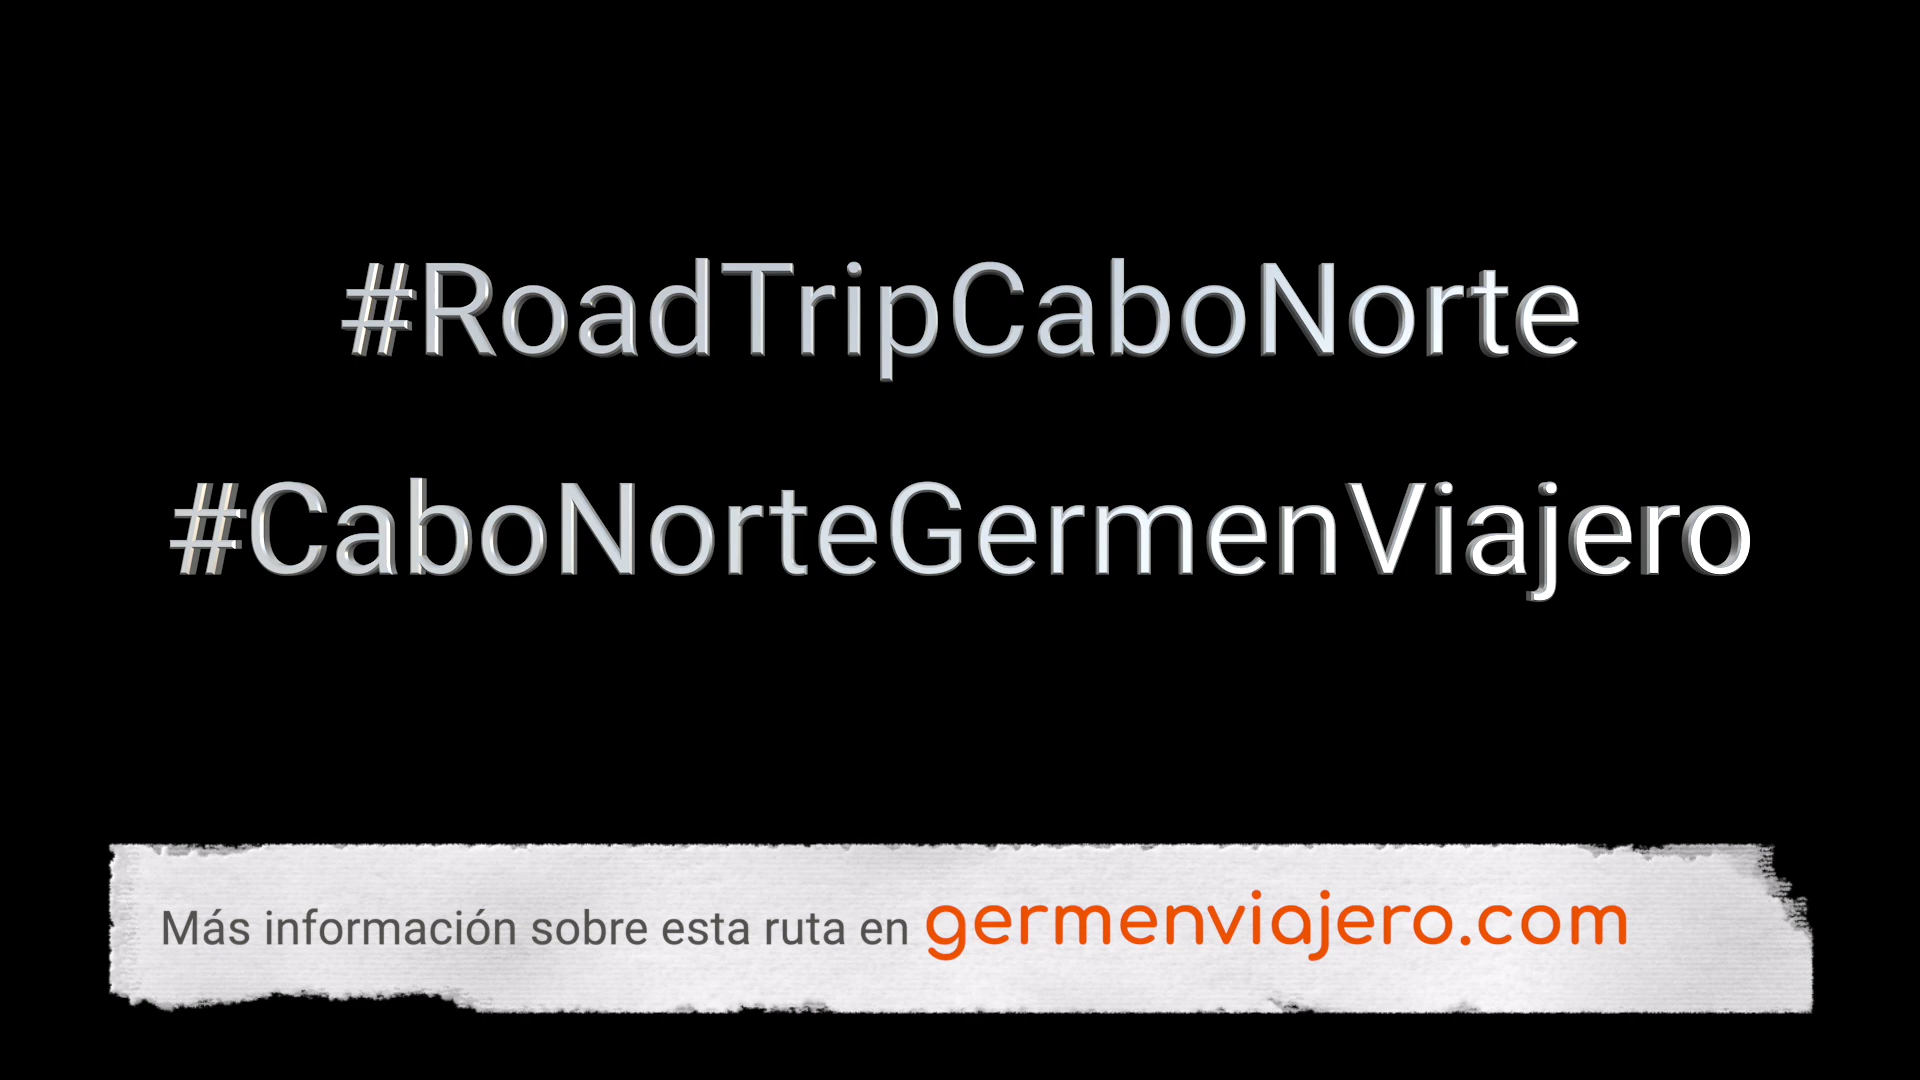 #RoadTripCaboNorte
#CaboNorteGermenViajero
Más información sobre esta ruta en germenviajero.com